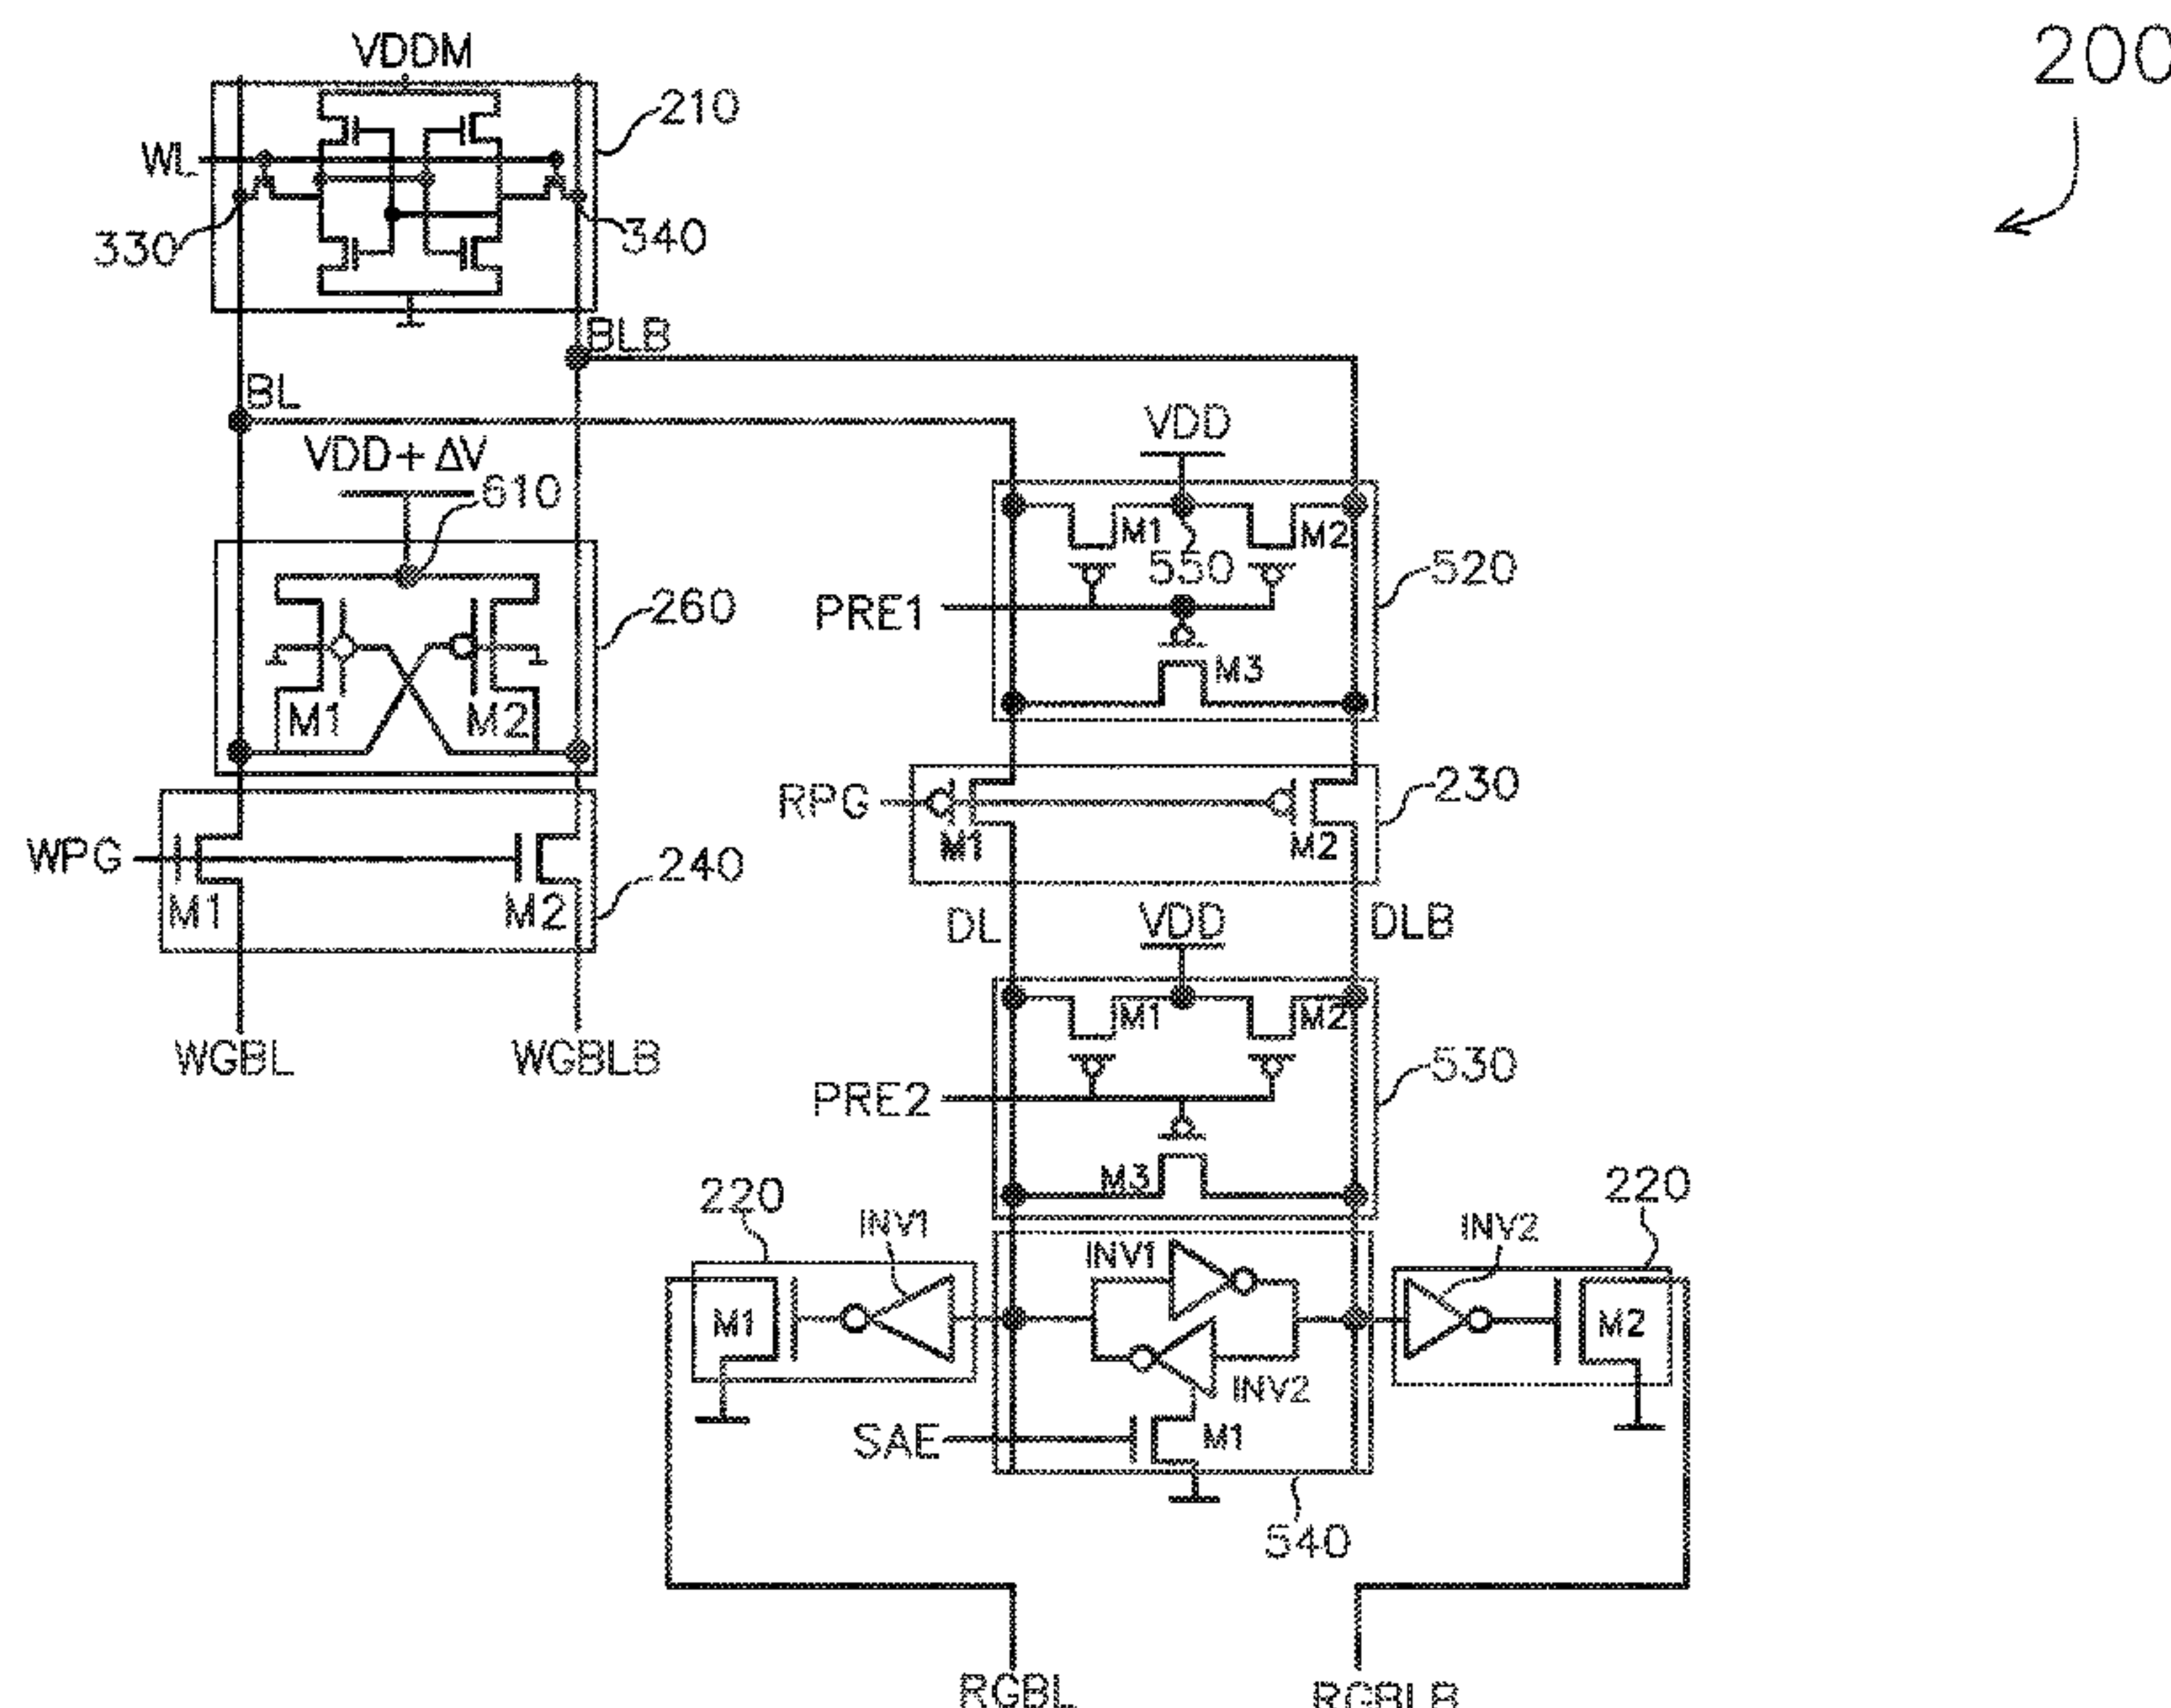 200
VDDM
210
WL
330
340
BLB
BL
VDD+ΔV
610
VDD
M1
M2
550
520
260
PRE1
M3
M1
M2
RPG
230
M1
M2
WPG
240
M1
M2
DL
VDD
DLB
WGBL
WGBLB
M1
M2
530
PRE2
M3
220
INV1
INV1
INV2
220
M1
M2
INV2
SAE
M1
540
RGBL
RGBLB